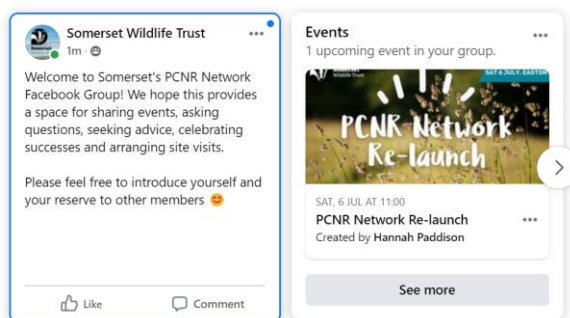 Somerset Wildlife Trust
1m
Welcome to Somerset's PCNR Network
Facebook Group! We hope this provides
a space for sharing events, asking
questions, seeking advice, celebrating
successes and arranging site visits.
Please feel free to introduce yourself and
your reserve to other members 😊
Like
Comment
Events
1 upcoming event in your group.
Wildlife Trust
SAT 6 JULY, EASTON
PCNR Network
Re-launch
SAT, 6 JUL AT 11:00
PCNR Network Re-launch
Created by Hannah Paddison
See more